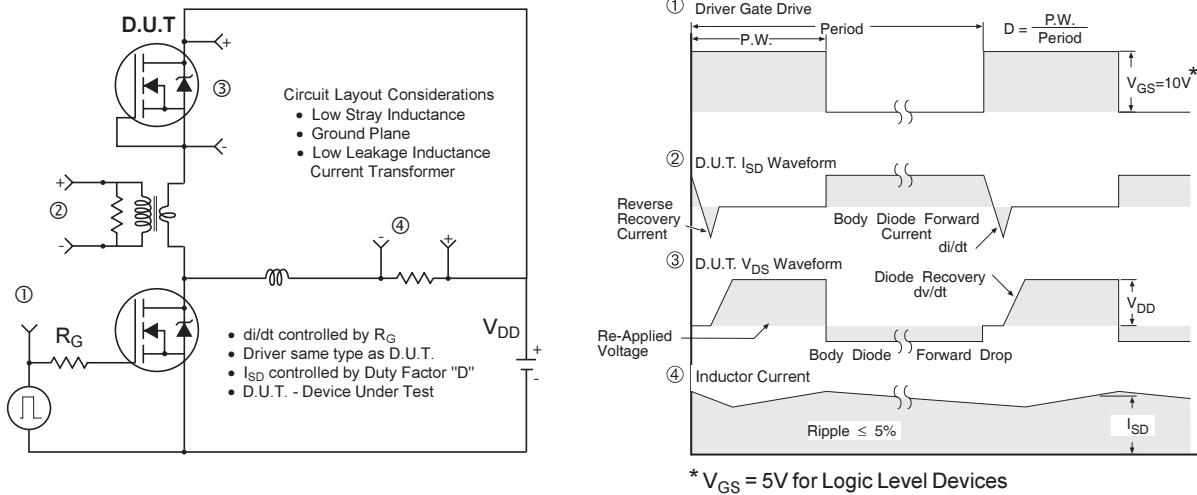 D.U.T
+
③
-
Circuit Layout Considerations
• Low Stray Inductance
• Ground Plane
• Low Leakage Inductance
Current Transformer
+
②
-
④
- +
①
R_G
V_DD
+
-
• di/dt controlled by R_G
• Driver same type as D.U.T.
• I_SD controlled by Duty Factor "D"
• D.U.T. - Device Under Test
① Driver Gate Drive
P.W.
Period
D = P.W. / Period
V_GS=10V*
② D.U.T. I_SD Waveform
Reverse
Recovery
Current
Body Diode Forward
Current
di/dt
③ D.U.T. V_DS Waveform
Diode Recovery
dv/dt
V_DD
Re-Applied
Voltage
Body Diode Forward Drop
④ Inductor Current
Ripple ≤ 5%
I_SD
* V_GS = 5V for Logic Level Devices